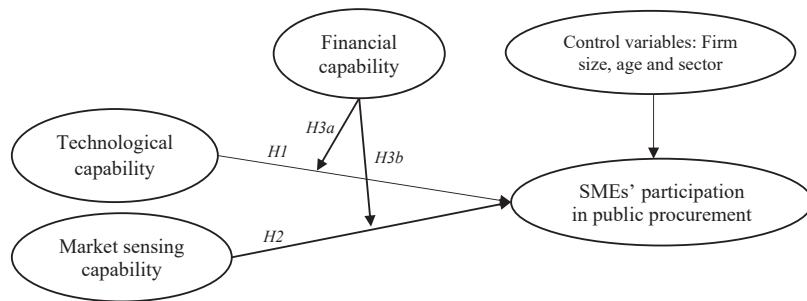 Financial
capability
Control variables: Firm
size, age and sector
Technological
capability
H1
H3a
H3b
SMEs’ participation
in public procurement
Market sensing
capability
H2